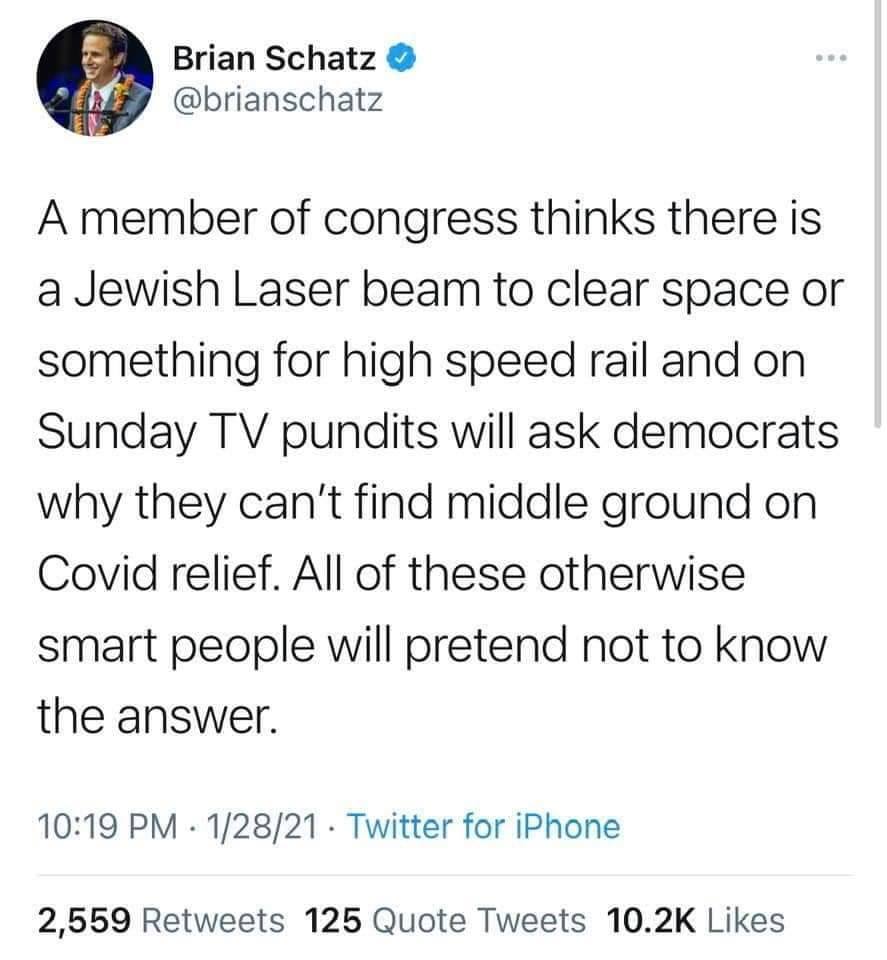 Brian Schatz
@brianschatz
A member of congress thinks there is
a Jewish Laser beam to clear space or
something for high speed rail and on
Sunday TV pundits will ask democrats
why they can't find middle ground on
Covid relief. All of these otherwise
smart people will pretend not to know
the answer.
10:19 PM · 1/28/21 · Twitter for iPhone
2,559 Retweets 125 Quote Tweets 10.2K Likes